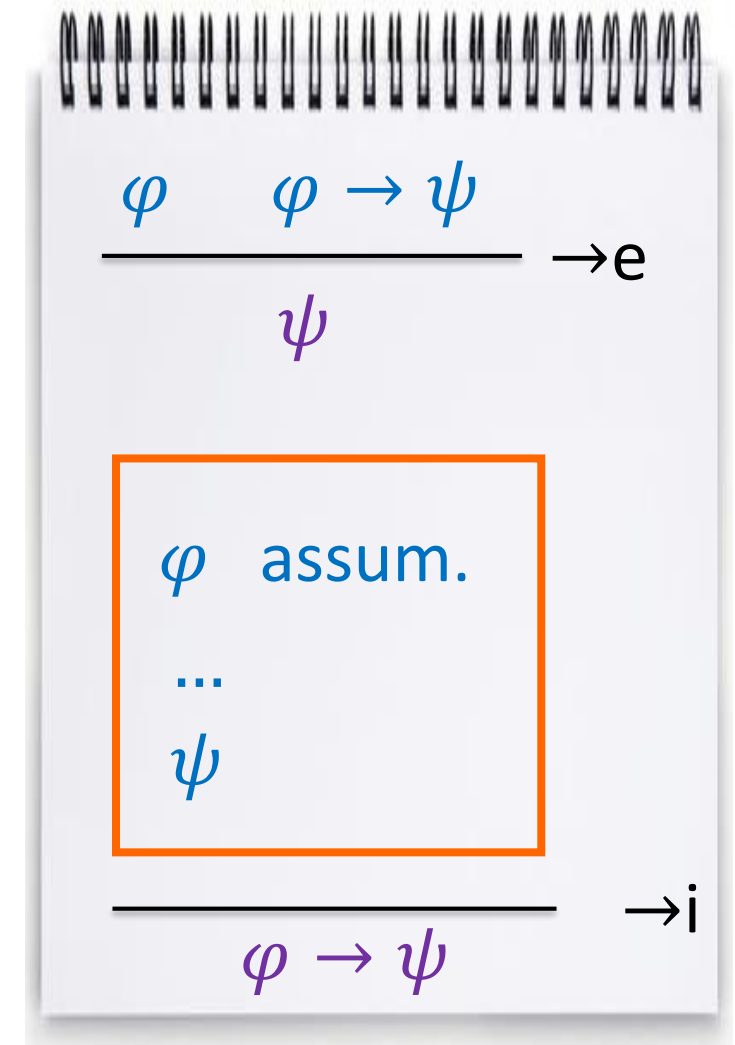 φ φ → ψ
→e
ψ
φ assum.
...
ψ
→i
φ → ψ